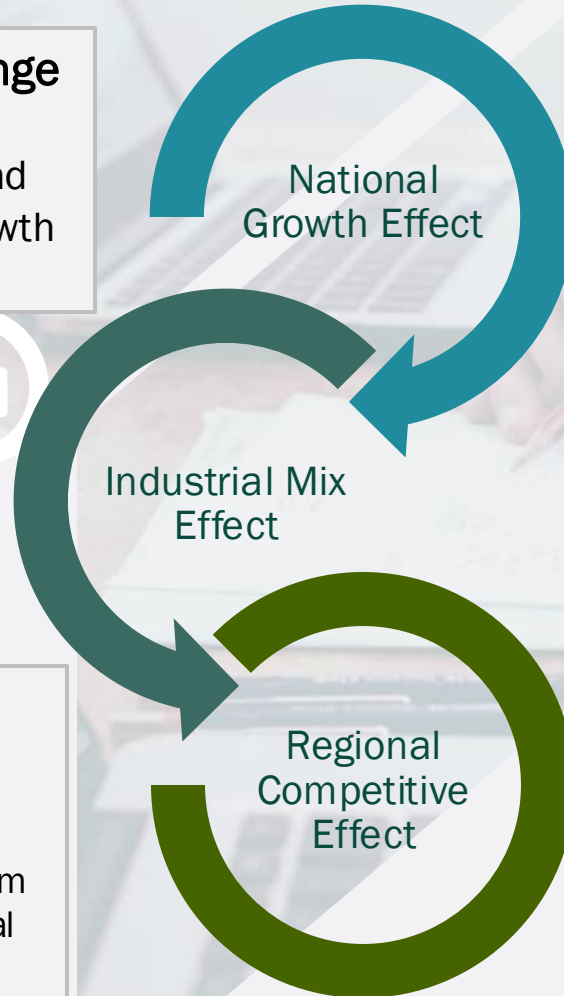 nge
nd
wth
National
Growth Effect
Industrial Mix
Effect
Regional
Competitive
Effect
m
al